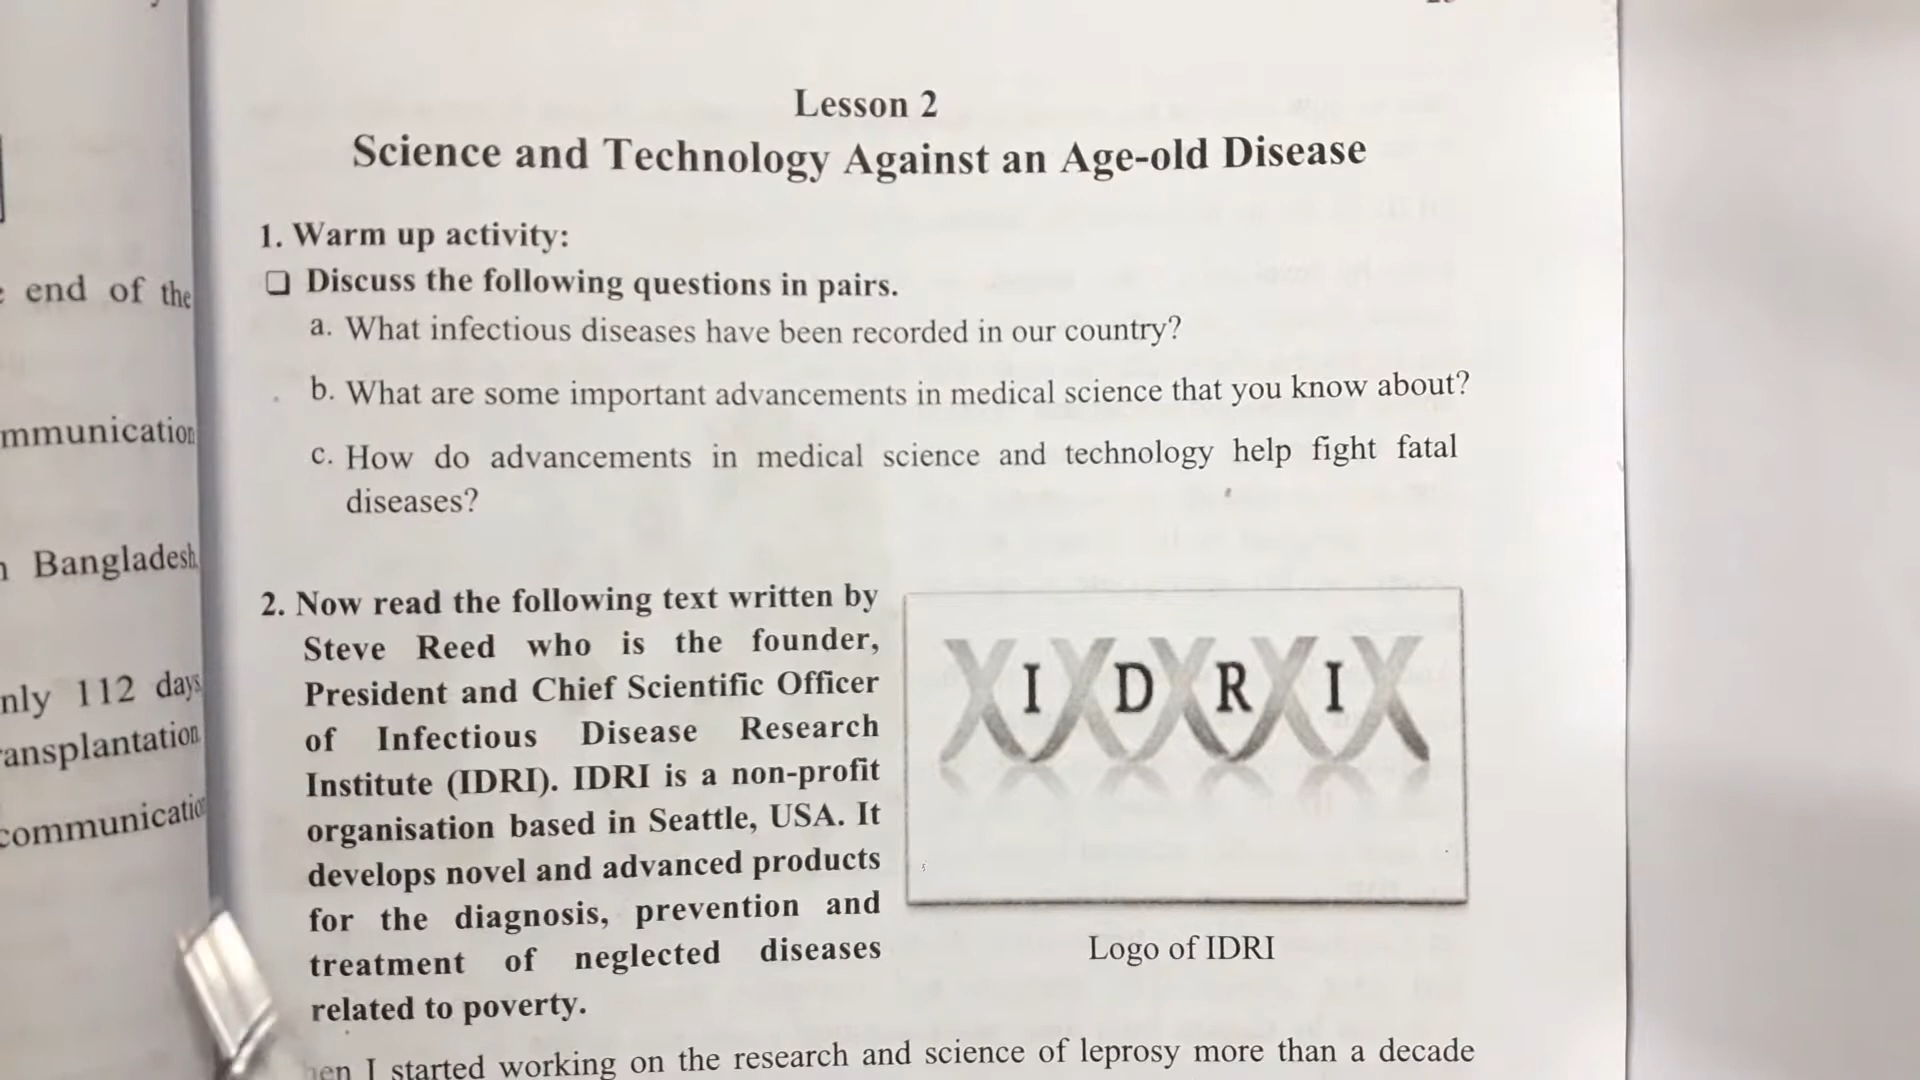 end of the
mmunication
Bangladesh
nly 112 days
ansplantation
Lesson 2
Science and Technology Against an Age-old Disease
1. Warm up activity:
❑ Discuss the following questions in pairs.
a. What infectious diseases have been recorded in our country?
b. What are some important advancements in medical science that you know about?
c. How do advancements in medical science and technology help fight fatal
diseases?
2. Now read the following text written by
Steve Reed who is the founder,
President and Chief Scientific Officer
of Infectious Disease Research
Institute (IDRI). IDRI is a non-profit
organisation based in Seattle, USA. It
develops novel and advanced products
for the diagnosis, prevention and
treatment of neglected diseases
related to poverty.
I D R I
Logo of IDRI
I started working on the research and science of leprosy more than a decade